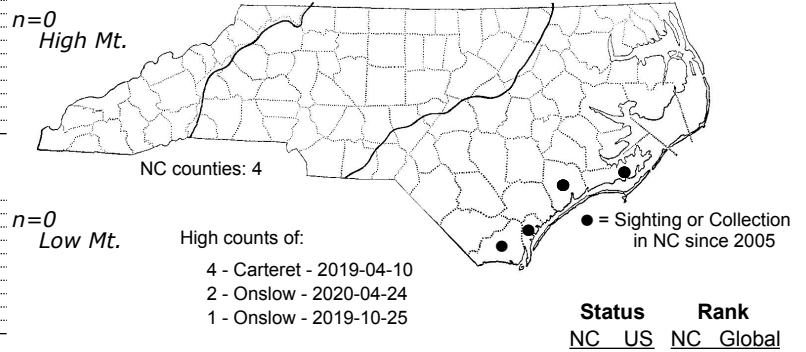 n=0
High Mt.
NC counties: 4
n=0
Low Mt.
High counts of:
4 - Carteret - 2019-04-10
2 - Onslow - 2020-04-24
1 - Onslow - 2019-10-25
● = Sighting or Collection
in NC since 2005
Status Rank
NC US NC Global